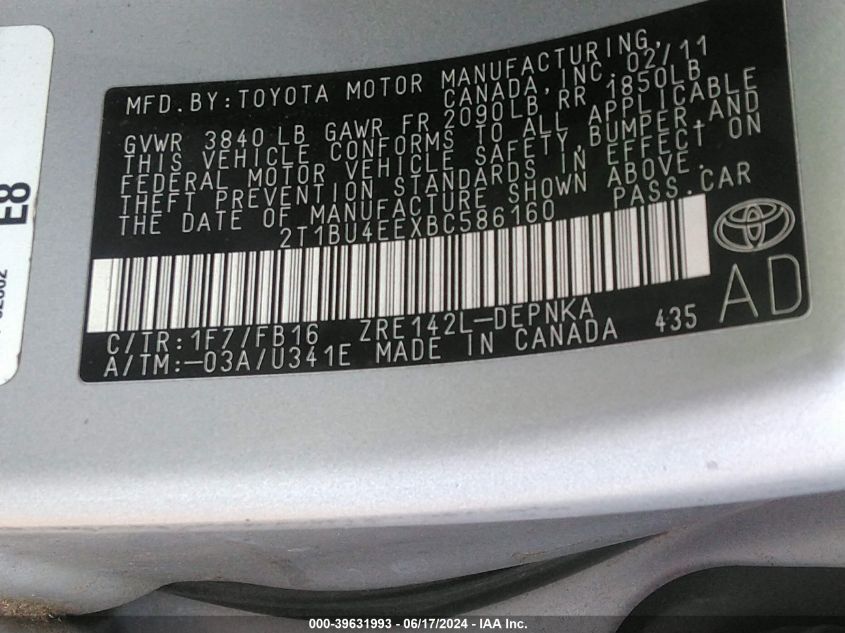 MFD.BY:TOYOTA MOTOR MANUFACTURING,
CANADA, INC. 02/11
GVWR 3840 LB GAWR FR 2090LB RR 1850LB
THIS VEHICLE CONFORMS TO ALL APPLICABLE
FEDERAL MOTOR VEHICLE SAFETY,BUMPER,AND
THEFT PREVENTION STANDARDS IN EFFECT ON
THE DATE OF MANUFACTURE SHOWN ABOVE.
2T1BU4EEXBC586160 PASS.CAR
C/TR:1F7/FB16 ZRE142L-DEPNKA 435
A/TM:-03A/U341E MADE IN CANADA
AD
E8
000-39631993 - 06/17/2024 - IAA Inc.